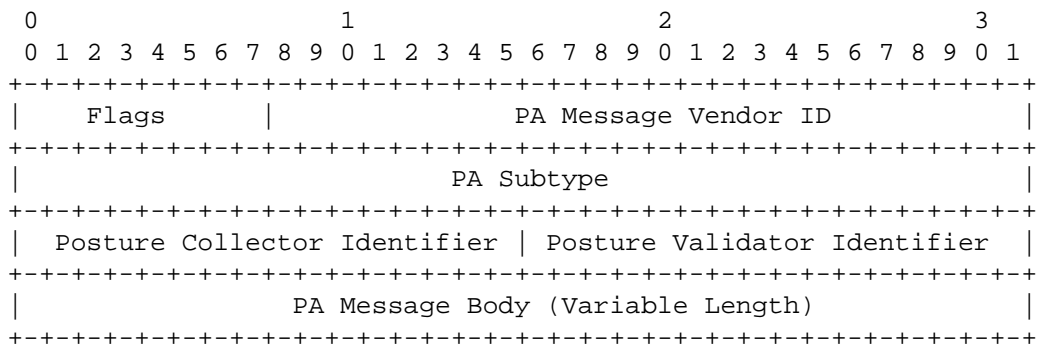 0                   1                   2                   3
0 1 2 3 4 5 6 7 8 9 0 1 2 3 4 5 6 7 8 9 0 1 2 3 4 5 6 7 8 9 0 1
+-+-+-+-+-+-+-+-+-+-+-+-+-+-+-+-+-+-+-+-+-+-+-+-+-+-+-+-+-+-+-+-+
|     Flags     |               PA Message Vendor ID            |
+-+-+-+-+-+-+-+-+-+-+-+-+-+-+-+-+-+-+-+-+-+-+-+-+-+-+-+-+-+-+-+-+
|                           PA Subtype                          |
+-+-+-+-+-+-+-+-+-+-+-+-+-+-+-+-+-+-+-+-+-+-+-+-+-+-+-+-+-+-+-+-+
|  Posture Collector Identifier | Posture Validator Identifier  |
+-+-+-+-+-+-+-+-+-+-+-+-+-+-+-+-+-+-+-+-+-+-+-+-+-+-+-+-+-+-+-+-+
|                 PA Message Body (Variable Length)             |
+-+-+-+-+-+-+-+-+-+-+-+-+-+-+-+-+-+-+-+-+-+-+-+-+-+-+-+-+-+-+-+-+